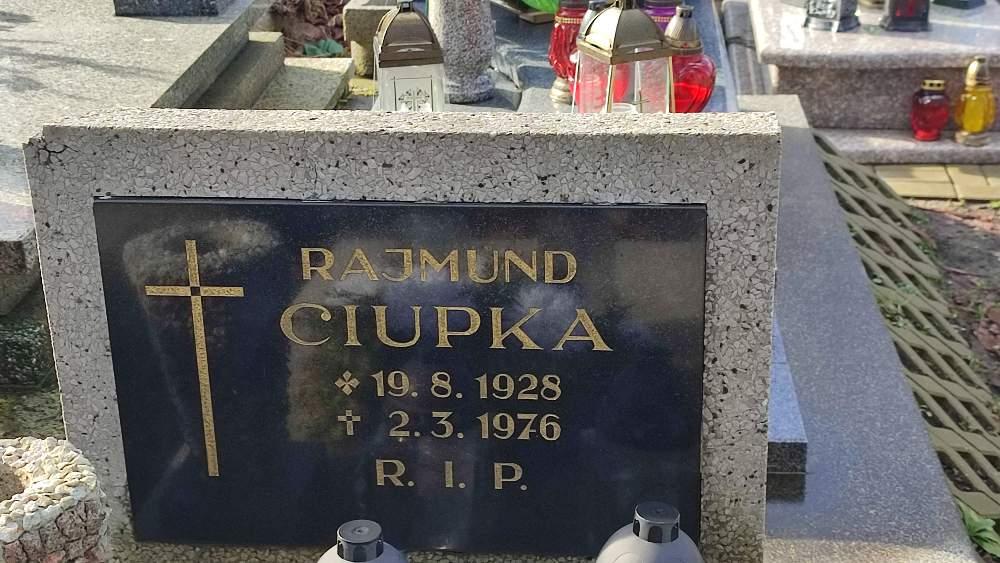 RAJMUND
CIUPKA
19. 8. 1928
2. 3. 1976
R. I. P.